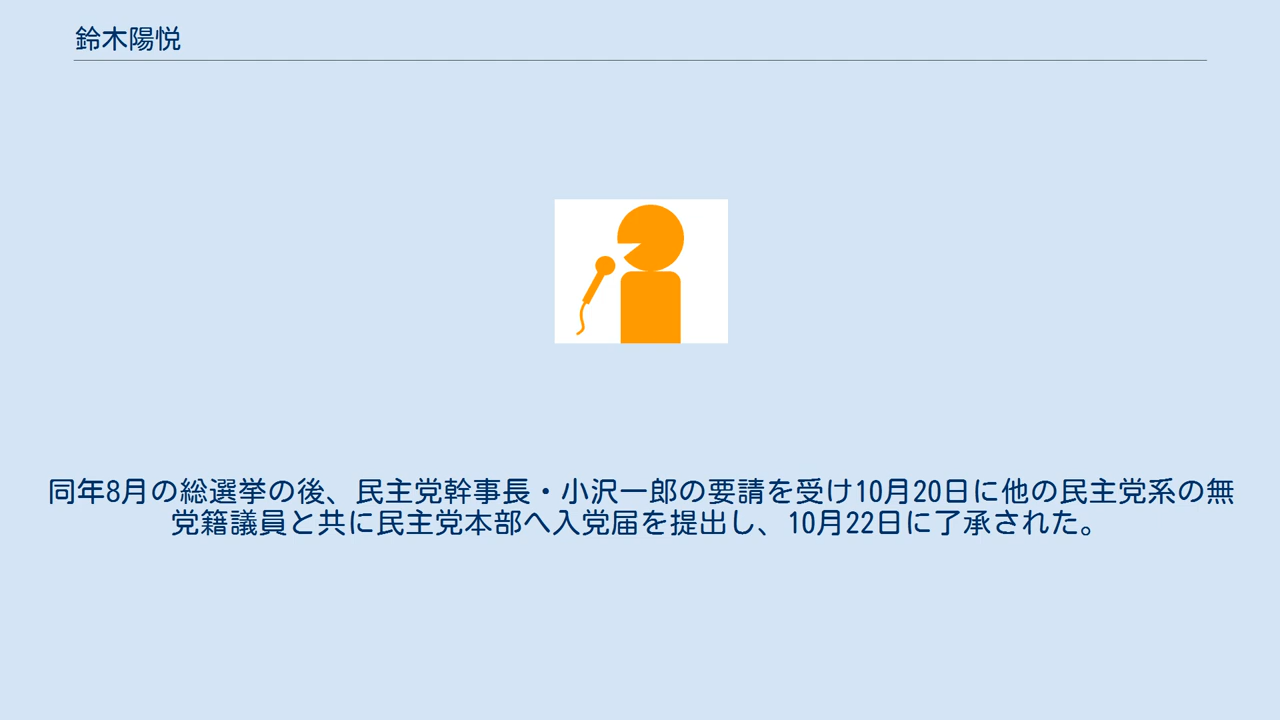 鈴木陽悦
同年8月の総選挙の後、民主党幹事長・小沢一郎の要請を受け10月20日に他の民主党系の無
党籍議員と共に民主党本部へ入党届を提出し、10月22日に了承された。